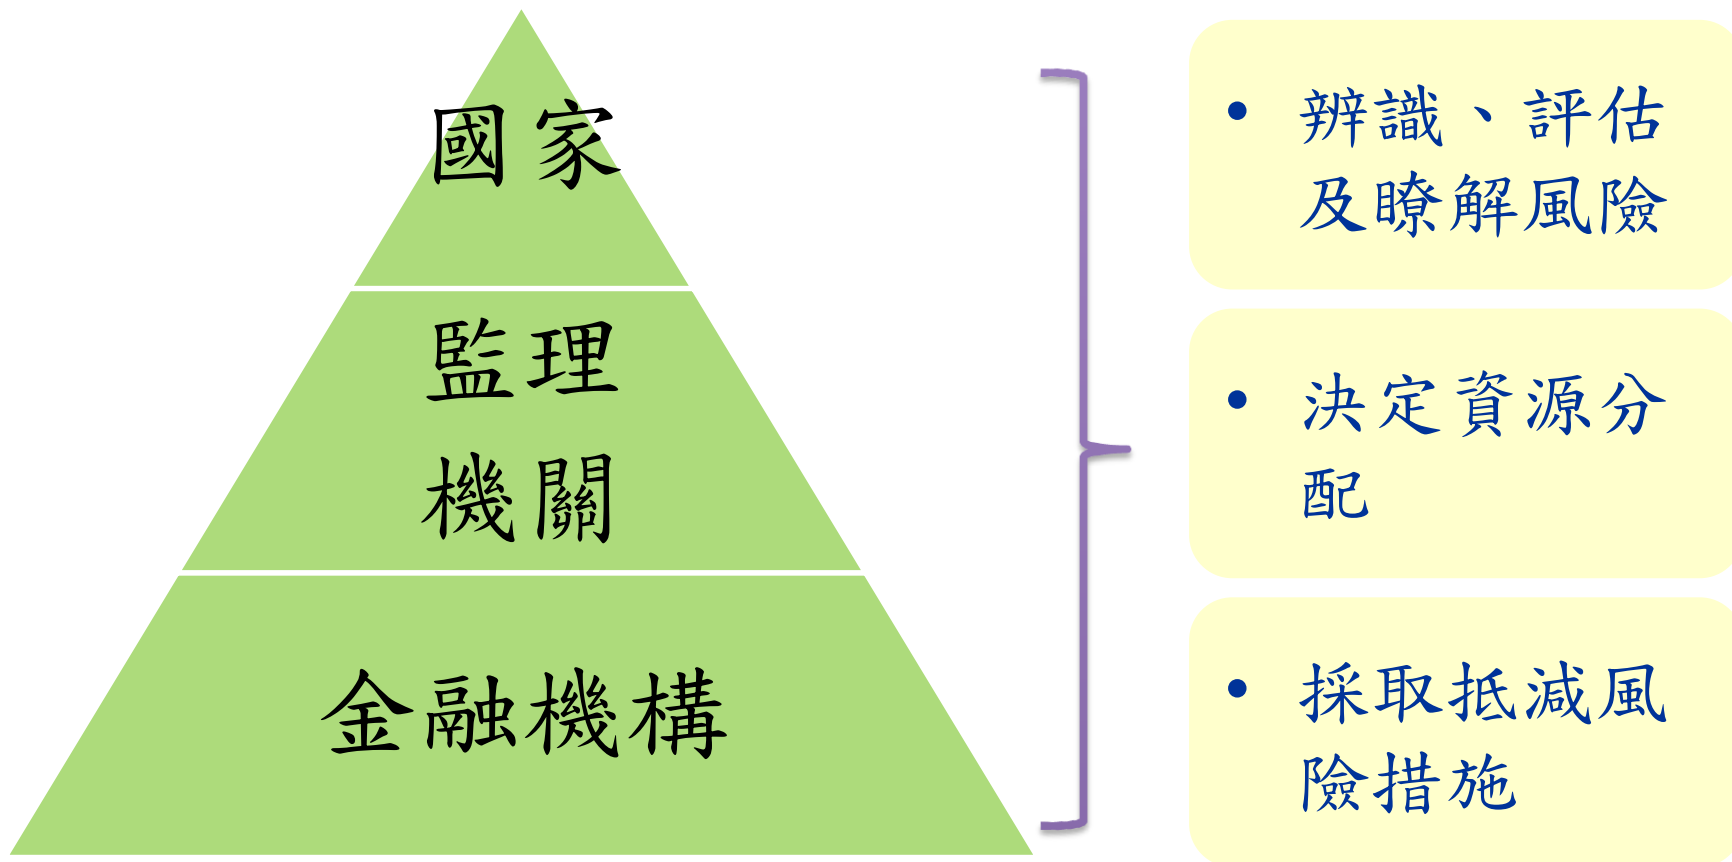 國家
監理
機關
金融機構
• 辨識、評估
及瞭解風險
• 決定資源分
配
• 採取抵減風
險措施